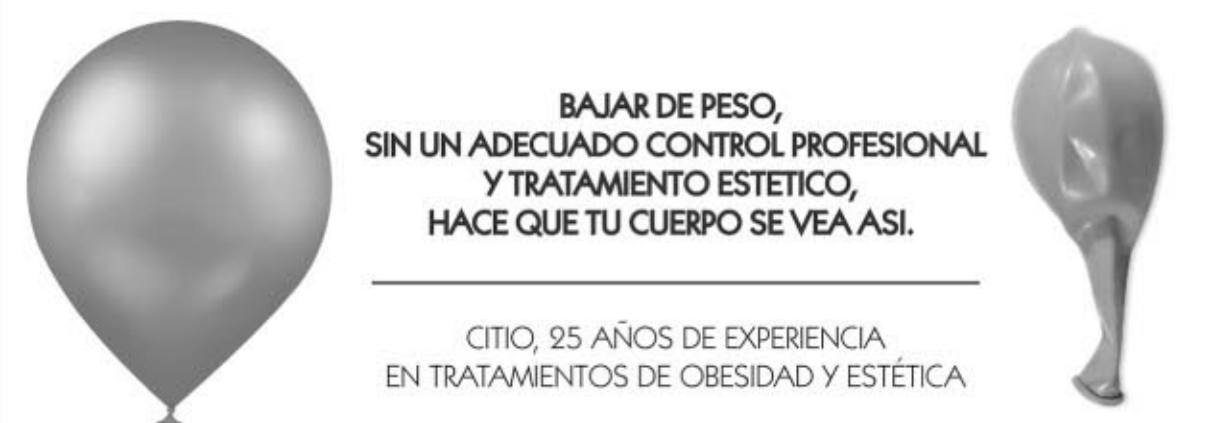 BAJAR DE PESO,
SIN UN ADECUADO CONTROL PROFESIONAL
Y TRATAMIENTO ESTETICO,
HACE QUE TU CUERPO SE VEA ASI.
CITIO, 25 AÑOS DE EXPERIENCIA
EN TRATAMIENTOS DE OBESIDAD Y ESTÉTICA